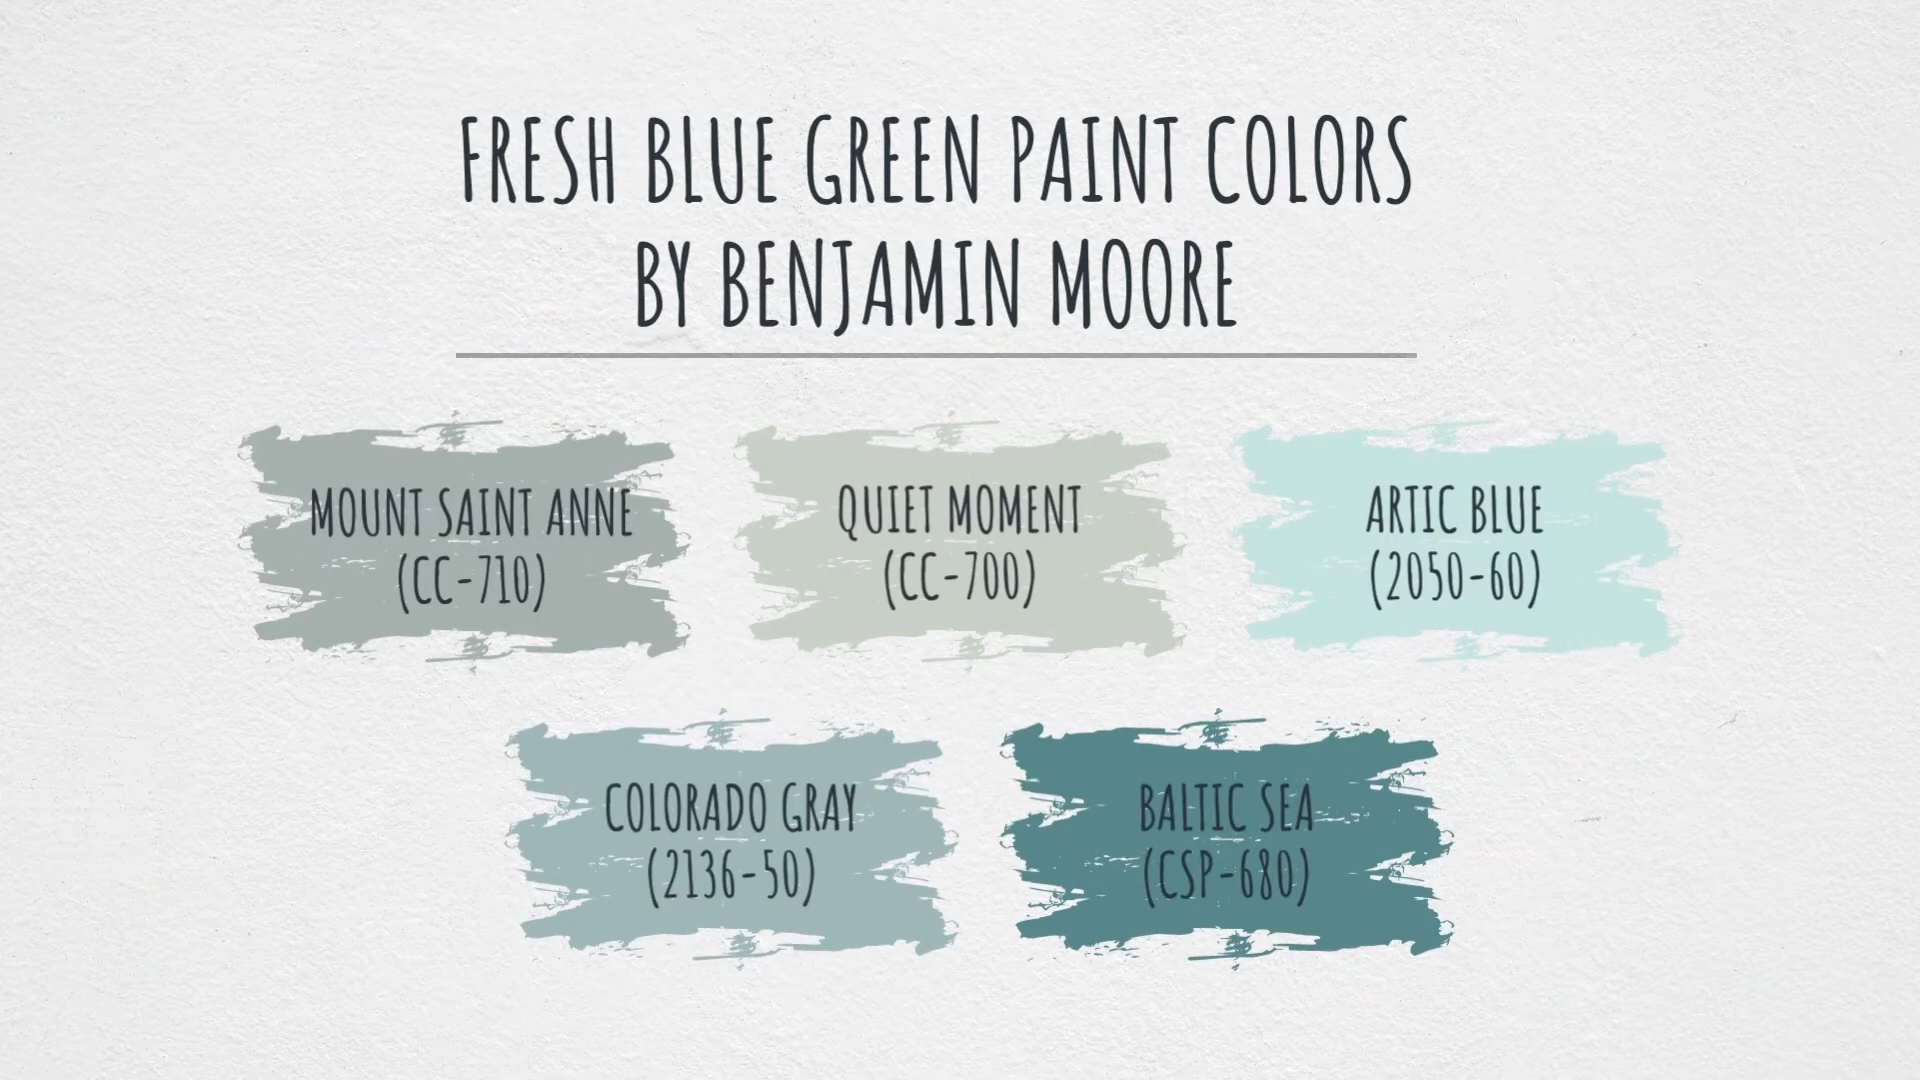 FRESH BLUE GREEN PAINT COLORS
BY BENJAMIN MOORE
MOUNT SAINT ANNE
(CC-710)
QUIET MOMENT
(CC-700)
ARTIC BLUE
(2050-60)
COLORADO GRAY
(2136-50)
BALTIC SEA
(CSP-680)